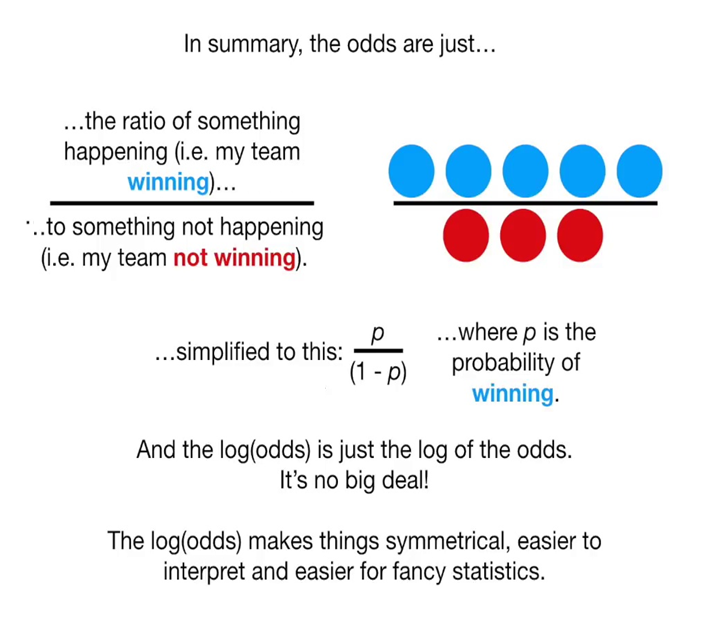 In summary, the odds are just…
…the ratio of something
happening (i.e. my team
winning)…
…to something not happening
(i.e. my team not winning).
…simplified to this:
p
(1 - p)
…where p is the
probability of
winning.
And the log(odds) is just the log of the odds.
It's no big deal!
The log(odds) makes things symmetrical, easier to
interpret and easier for fancy statistics.